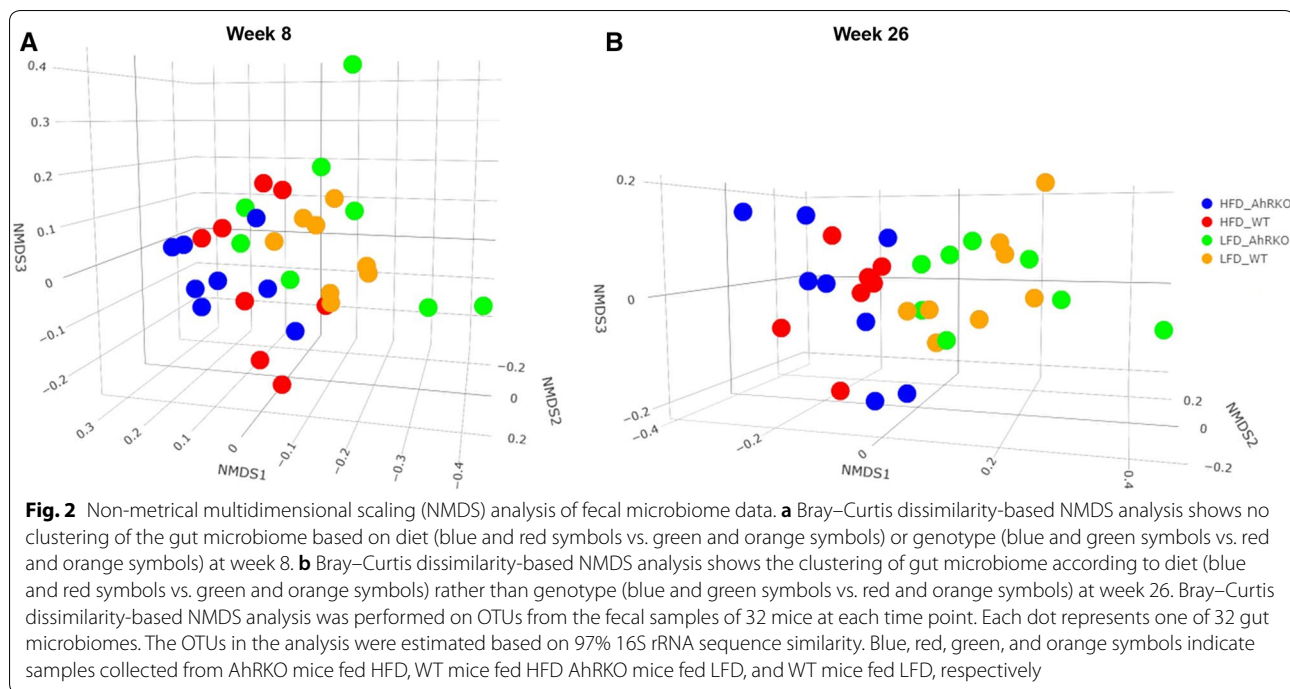 A
Week 8
0.4
0.3
0.2
0.1
0
−0.1
−0.2
NMDS3
0.3
0.2
0.1
0
−0.1
−0.2
−0.3
−0.4
NMDS1
−0.2
0
0.2
NMDS2
B
Week 26
0.2
0
NMDS3
−0.2
−0.4
−0.2
0
0.2
0.4
NMDS1
0.2
0
−0.2
NMDS2
HFD_AhRKO
HFD_WT
LFD_AhRKO
LFD_WT
Fig. 2 Non-metrical multidimensional scaling (NMDS) analysis of fecal microbiome data. a Bray–Curtis dissimilarity-based NMDS analysis shows no
clustering of the gut microbiome based on diet (blue and red symbols vs. green and orange symbols) or genotype (blue and green symbols vs. red
and orange symbols) at week 8. b Bray–Curtis dissimilarity-based NMDS analysis shows the clustering of gut microbiome according to diet (blue
and red symbols vs. green and orange symbols) rather than genotype (blue and green symbols vs. red and orange symbols) at week 26. Bray–Curtis
dissimilarity-based NMDS analysis was performed on OTUs from the fecal samples of 32 mice at each time point. Each dot represents one of 32 gut
microbiomes. The OTUs in the analysis were estimated based on 97% 16S rRNA sequence similarity. Blue, red, green, and orange symbols indicate
samples collected from AhRKO mice fed HFD, WT mice fed HFD AhRKO mice fed LFD, and WT mice fed LFD, respectively